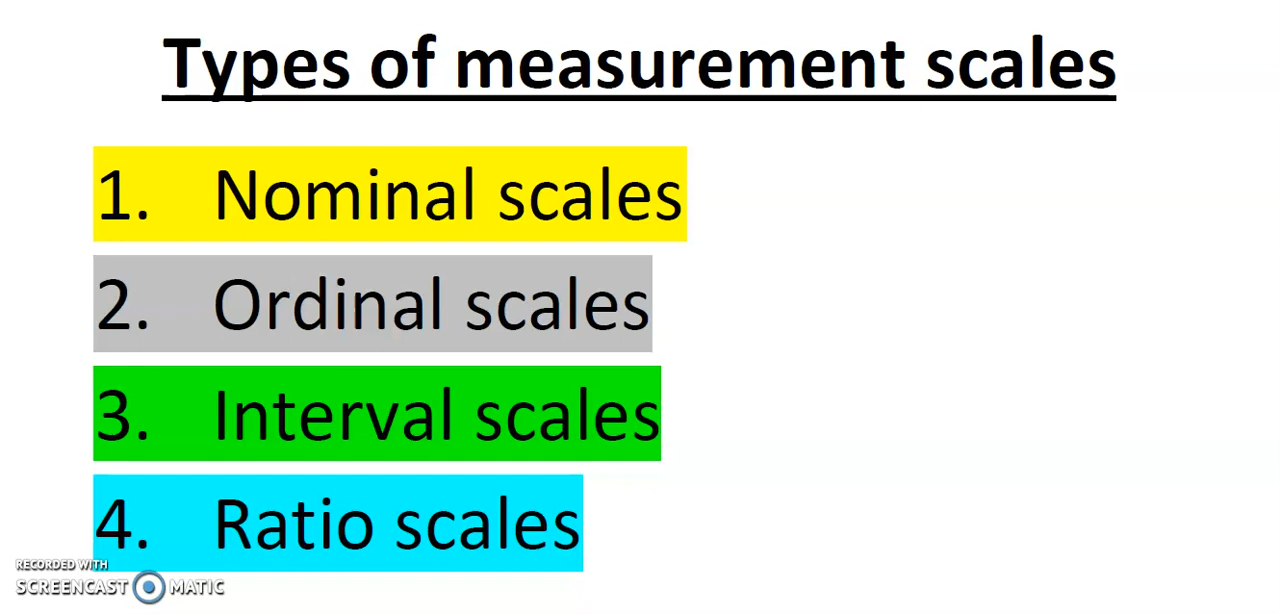 Types of measurement scales
1. Nominal scales
2. Ordinal scales
3. Interval scales
4. Ratio scales
RECORDED WITH
SCREENCAST MATIC